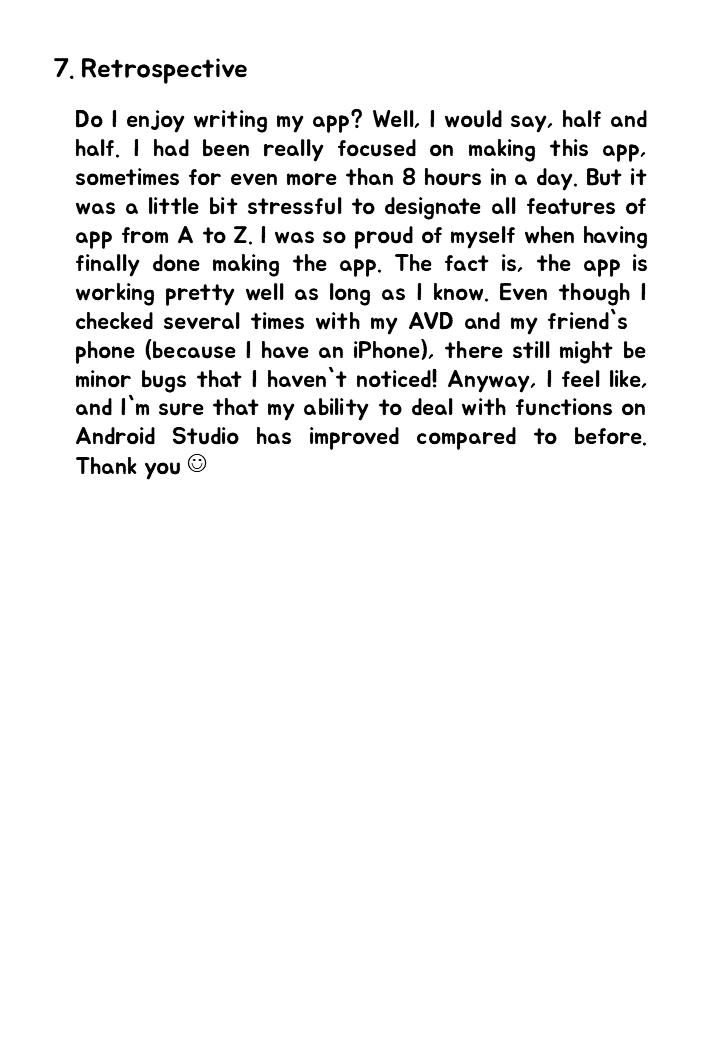 7. Retrospective
Do I enjoy writing my app? Well, I would say, half and
half. I had been really focused on making this app,
sometimes for even more than 8 hours in a day. But it
was a little bit stressful to designate all features of
app from A to Z. I was so proud of myself when having
finally done making the app. The fact is, the app is
working pretty well as long as I know. Even though I
checked several times with my AVD and my friend`s
phone (because I have an iPhone), there still might be
minor bugs that I haven`t noticed! Anyway, I feel like,
and I`m sure that my ability to deal with functions on
Android Studio has improved compared to before.
Thank you ☺